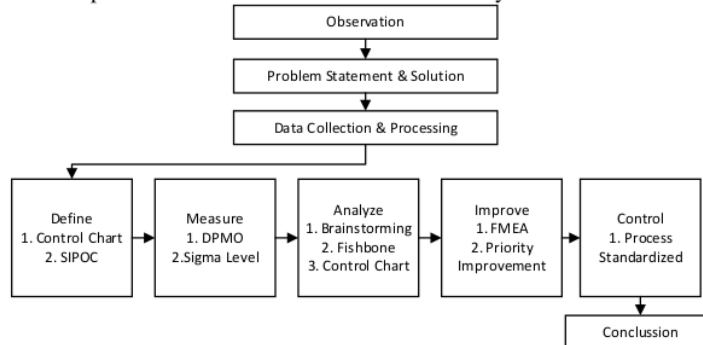 Observation
Problem Statement & Solution
Data Collection & Processing
Define
1. Control Chart
2. SIPOC
Measure
1. DPMO
2.Sigma Level
Analyze
1. Brainstorming
2. Fishbone
3. Control Chart
Improve
1. FMEA
2. Priority
Improvement
Control
1. Process
Standardized
Conclussion